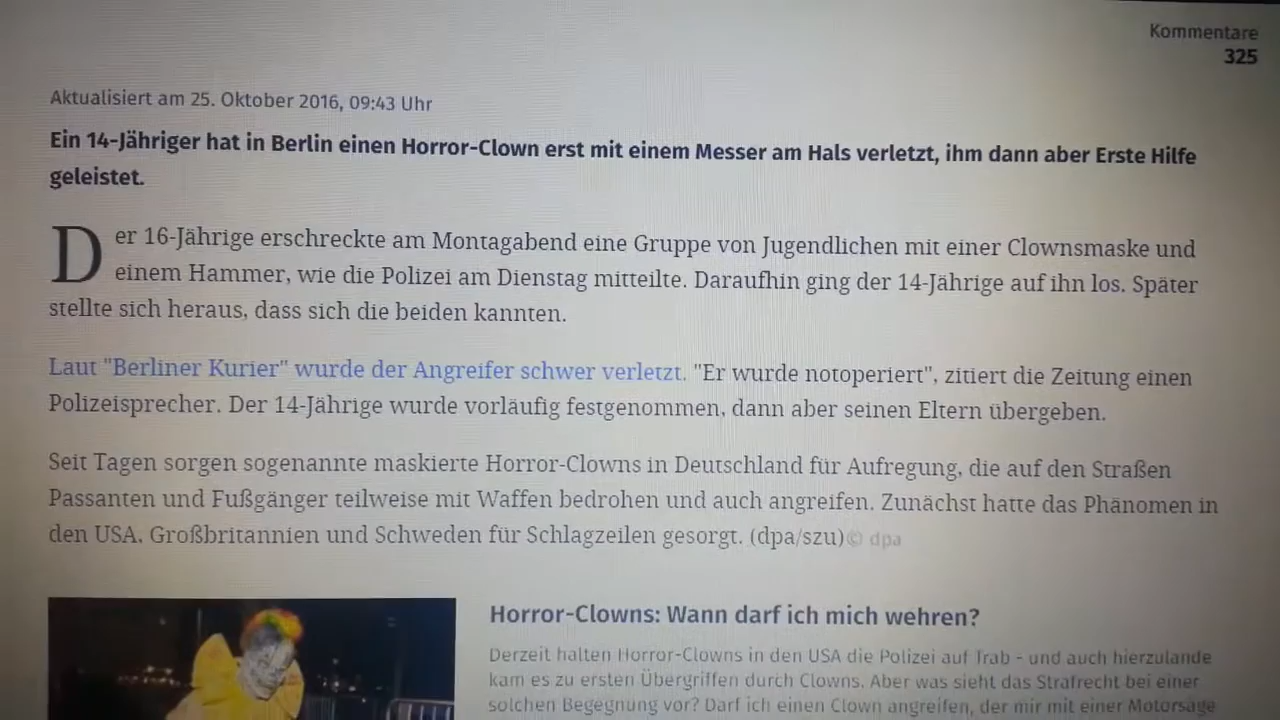 Kommentare
325
Aktualisiert am 25. Oktober 2016, 09:43 Uhr
Ein 14-Jähriger hat in Berlin einen Horror-Clown erst mit einem Messer am Hals verletzt, ihm dann aber Erste Hilfe
geleistet.
Der 16-Jährige erschreckte am Montagabend eine Gruppe von Jugendlichen mit einer Clownsmaske und
einem Hammer, wie die Polizei am Dienstag mitteilte. Daraufhin ging der 14-Jährige auf ihn los. Später
stellte sich heraus, dass sich die beiden kannten.
Laut "Berliner Kurier" wurde der Angreifer schwer verletzt. "Er wurde notoperiert", zitiert die Zeitung einen
Polizeisprecher. Der 14-Jährige wurde vorläufig festgenommen, dann aber seinen Eltern übergeben.
Seit Tagen sorgen sogenannte maskierte Horror-Clowns in Deutschland für Aufregung, die auf den Straßen
Passanten und Fußgänger teilweise mit Waffen bedrohen und auch angreifen. Zunächst hatte das Phänomen in
den USA, Großbritannien und Schweden für Schlagzeilen gesorgt. (dpa/szu)© dpa
Horror-Clowns: Wann darf ich mich wehren?
Derzeit halten Horror-Clowns in den USA die Polizei auf Trab - und auch hierzulande
kam es zu ersten Übergriffen durch Clowns. Aber was sieht das Strafrecht bei einer
solchen Begegnung vor? Darf ich einen Clown angreifen, der mir mit einer Motorsäge